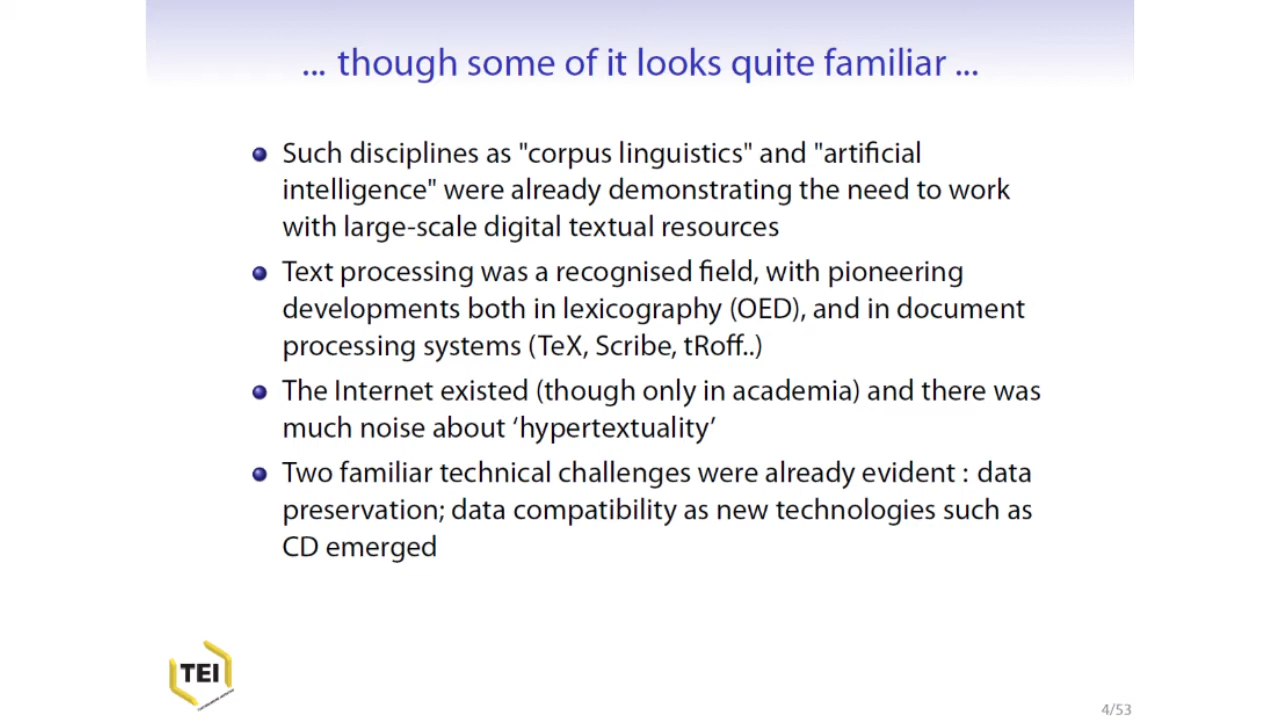 ... though some of it looks quite familiar ...
Such disciplines as "corpus linguistics" and "artificial
intelligence" were already demonstrating the need to work
with large-scale digital textual resources
Text processing was a recognised field, with pioneering
developments both in lexicography (OED), and in document
processing systems (TeX, Scribe, tRoff..)
The Internet existed (though only in academia) and there was
much noise about ‘hypertextuality’
Two familiar technical challenges were already evident : data
preservation; data compatibility as new technologies such as
CD emerged
TEI
4/53